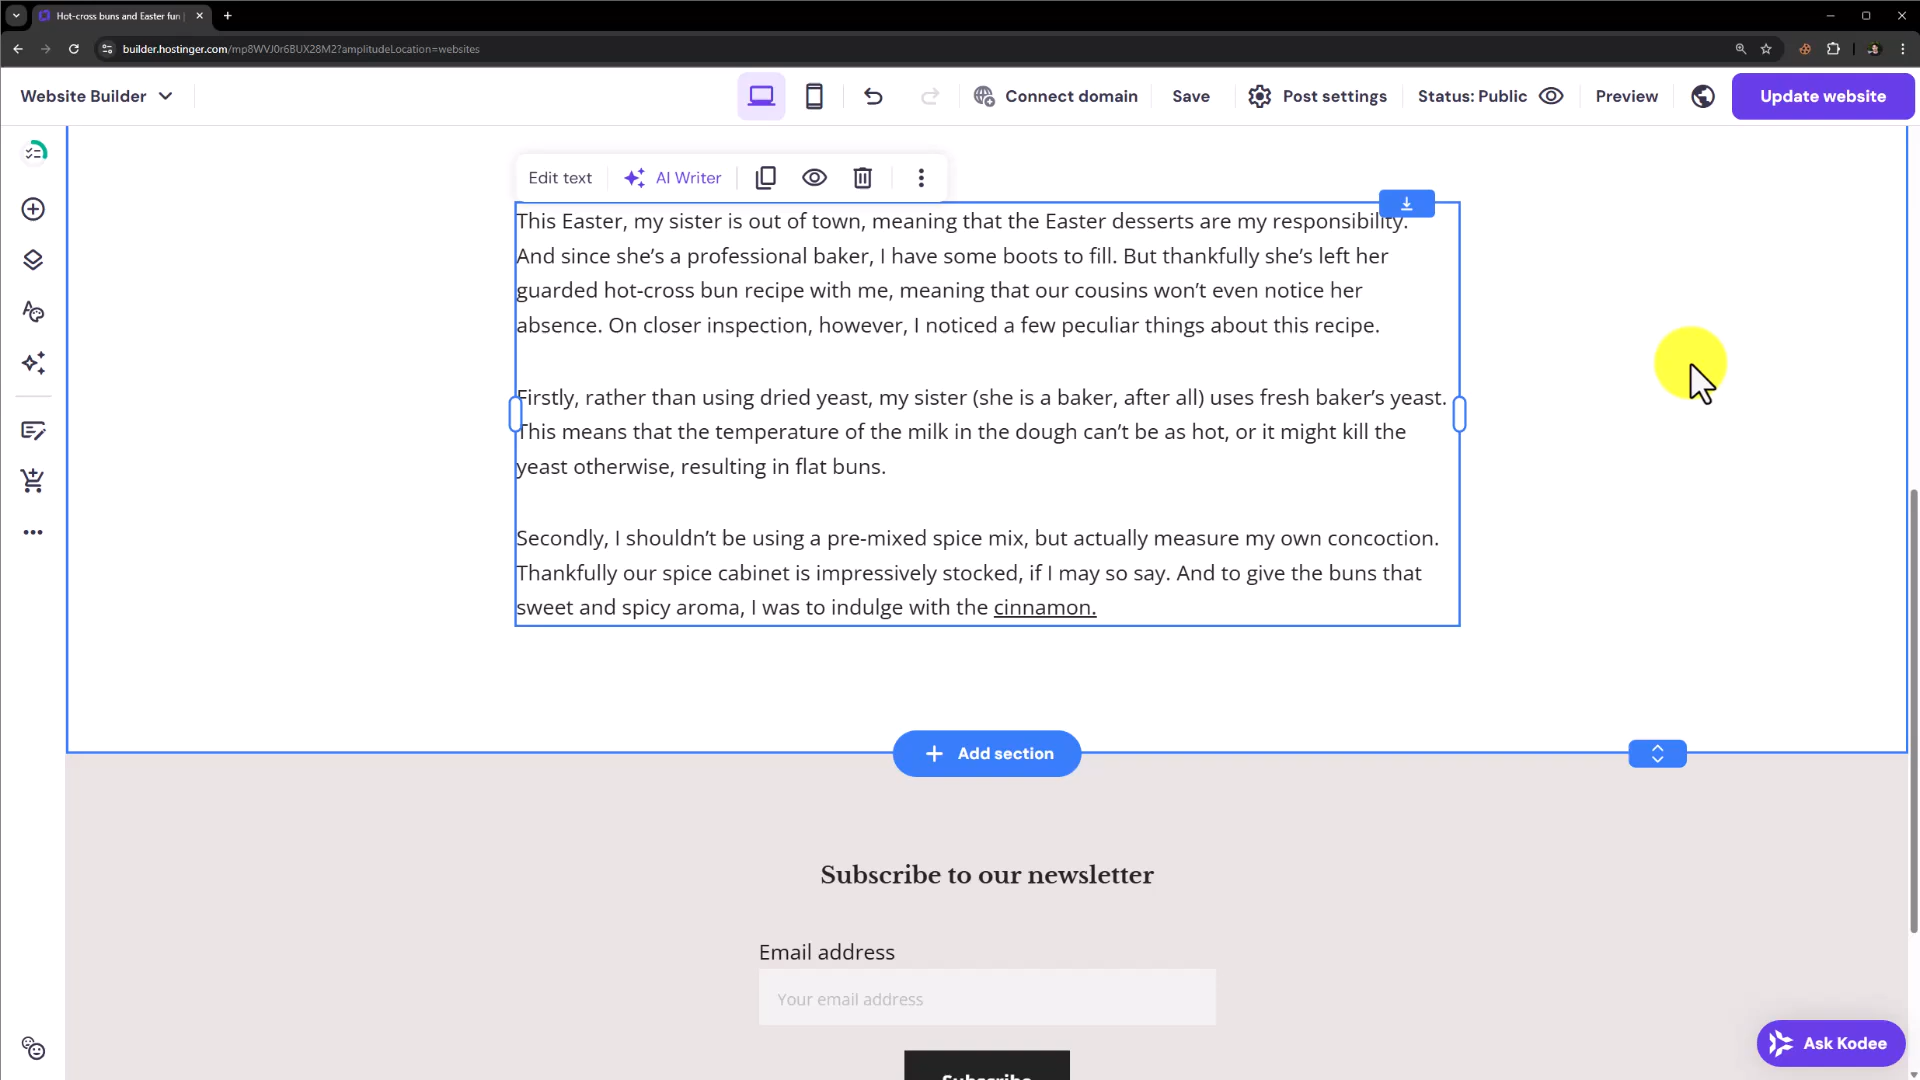 Hot-cross buns and Easter fun
builder.hostinger.com/mp8WVJ0r6BUX28M2?amplitudeLocation=websites
Website Builder
Connect domain
Save
Post settings
Status: Public
Preview
Update website
Edit text
AI Writer
This Easter, my sister is out of town, meaning that the Easter desserts are my responsibility.
And since she’s a professional baker, I have some boots to fill. But thankfully she’s left her
guarded hot-cross bun recipe with me, meaning that our cousins won’t even notice her
absence. On closer inspection, however, I noticed a few peculiar things about this recipe.
Firstly, rather than using dried yeast, my sister (she is a baker, after all) uses fresh baker’s yeast.
This means that the temperature of the milk in the dough can’t be as hot, or it might kill the
yeast otherwise, resulting in flat buns.
Secondly, I shouldn’t be using a pre-mixed spice mix, but actually measure my own concoction.
Thankfully our spice cabinet is impressively stocked, if I may so say. And to give the buns that
sweet and spicy aroma, I was to indulge with the cinnamon.
Add section
Subscribe to our newsletter
Email address
Your email address
Subscribe
Ask Kodee